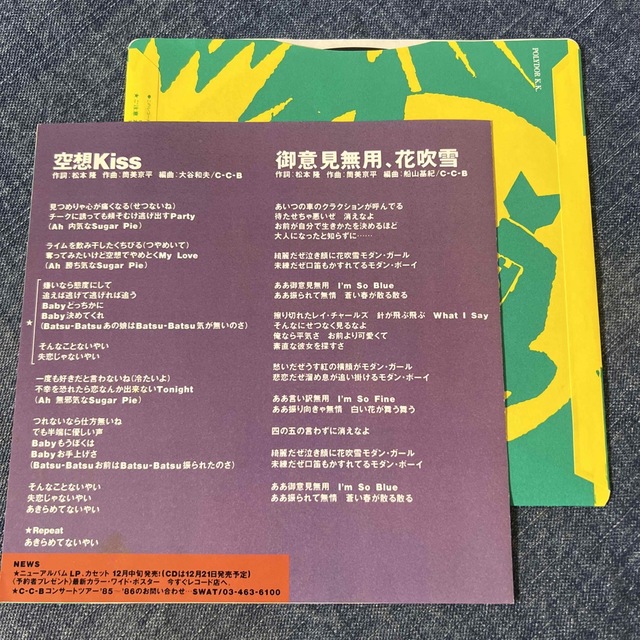 POLYDOR K.K.
空想Kiss
作詞：松本 隆　作曲：筒美京平　編曲：大谷和夫/C-C-B
見つめりゃ心が痛くなる(せつないね)
チークに誘っても頬そむけ逃げ出すParty
(Ah 内気なSugar Pie)
ライムを飲み干したくちびる(つやめいて)
奪ってみたいけど空想でやめとくMy Love
(Ah 勝ち気なSugar Pie)
嫌いなら態度にして
追えば逃げて逃げれば追う
Babyどっちかに
Baby決めてくれ
(Batsu-Batsuあの娘はBatsu-Batsu気が無いのさ)
★
そんなことないやい
失恋じゃないやい
一度も好きだと言わないね(冷たいよ)
不幸を恐れたら恋なんか出来ないTonight
(Ah 無邪気なSugar Pie)
つれないなら仕方無いね
でも半端に優しい声
Babyもうぼくは
Babyお手上げさ
(Batsu-Batsuお前はBatsu-Batsu振られたのさ)
そんなことないやい
失恋じゃないやい
あきらめてないやい
★Repeat
あきらめてないやい
御意見無用、花吹雪
作詞：松本 隆　作曲：筒美京平　編曲：船山基紀/C-C-B
あいつの車のクラクションが呼んでる
待たせちゃ悪いぜ　消えなよ
お前が自分で生きかたを決めるほど
大人になったと知らずに……
綺麗だぜ泣き顔に花吹雪モダン・ガール
未練だぜ口笛もかすれてるモダン・ボーイ
ああ御意見無用　I'm So Blue
ああ振られて無情　蒼い春が散る散る
擦り切れたレイ・チャールズ　針が飛ぶ飛ぶ　What I Say
そんなにせつなく見るなよ
俺なら平気さ　お前より可愛くて
素直な彼女を探すさ
愁いだぜうす紅の横顔がモダン・ガール
悲恋だぜ溜め息が追い掛けるモダン・ボーイ
ああ言い訳無用　I'm So Fine
ああ振り向きゃ無情　白い花が舞う舞う
四の五の言わずに消えなよ
綺麗だぜ泣き顔に花吹雪モダン・ガール
未練だぜ口笛もかすれてるモダン・ボーイ
ああ御意見無用　I'm So Blue
ああ振られて無情　蒼い春が散る散る
NEWS
★ニューアルバム LP、カセット 12月中旬発売！(CDは12月21日発売予定)
(予約者プレゼント)最新カラー・ワイド・ポスター　今すぐレコード店へ。
★C-C-Bコンサートツアー'85～'86のお問い合わせ…SWAT/03-463-6100